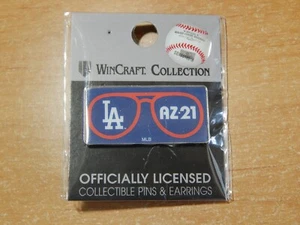 WINCRAFT COLLECTION
LA AZ-21
MLB
OFFICIALLY LICENSED
COLLECTIBLE PINS & EARRINGS